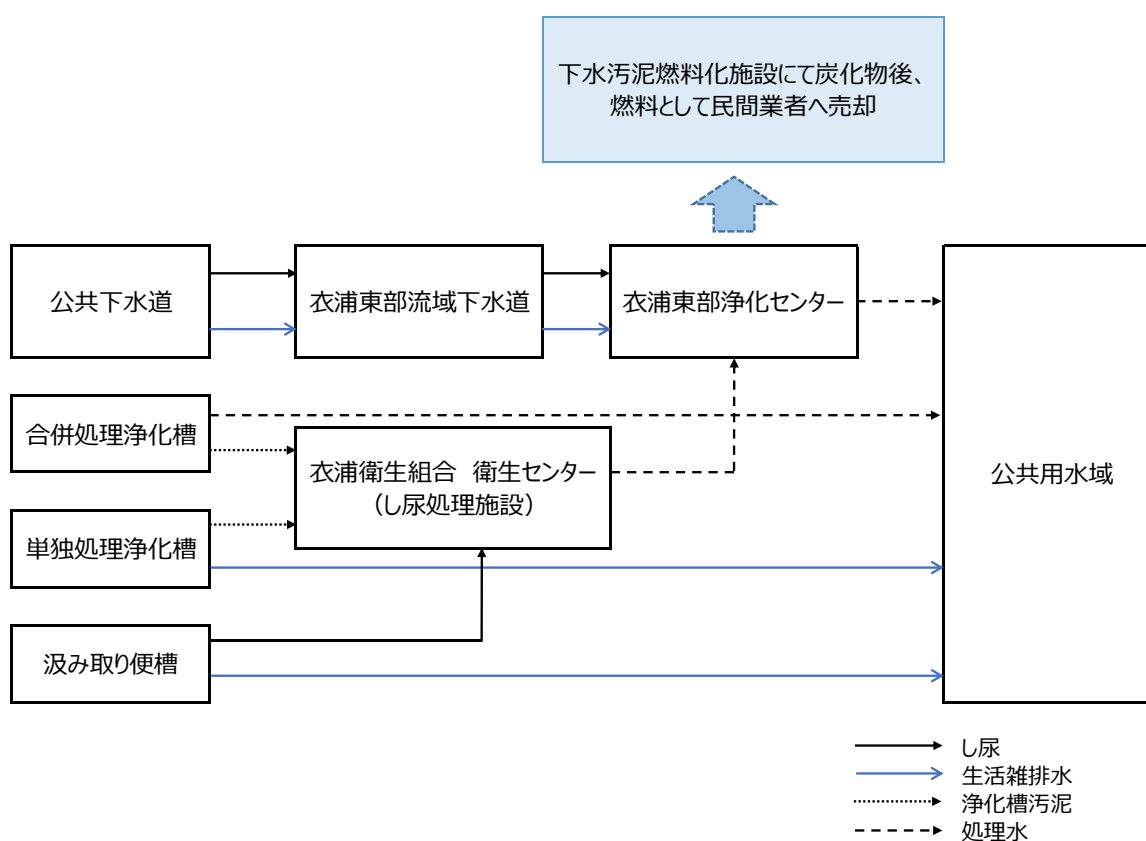 下水汚泥燃料化施設にて炭化物後、
燃料として民間業者へ売却
公共下水道
衣浦東部流域下水道
衣浦東部浄化センター
合併処理浄化槽
衣浦衛生組合　衛生センター
（し尿処理施設）
公共用水域
単独処理浄化槽
汲み取り便槽
し尿
生活雑排水
浄化槽汚泥
処理水